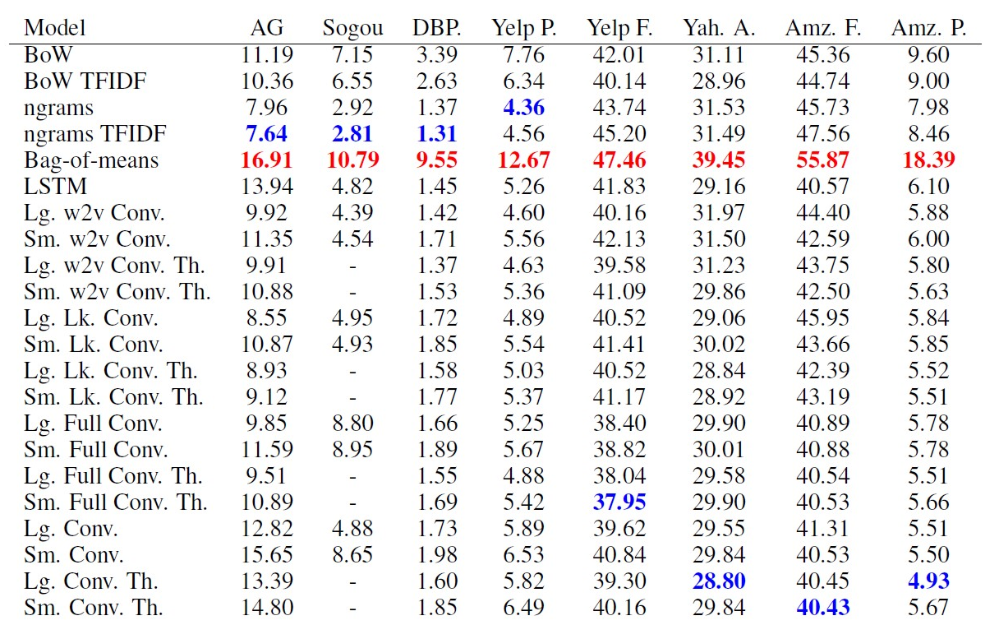 Model AG Sogou DBP. Yelp P. Yelp F. Yah. A. Amz. F. Amz. P.
BoW 11.19 7.15 3.39 7.76 42.01 31.11 45.36 9.60
BoW TFIDF 10.36 6.55 2.63 6.34 40.14 28.96 44.74 9.00
ngrams 7.96 2.92 1.37 4.36 43.74 31.53 45.73 7.98
ngrams TFIDF 7.64 2.81 1.31 4.56 45.20 31.49 47.56 8.46
Bag-of-means 16.91 10.79 9.55 12.67 47.46 39.45 55.87 18.39
LSTM 13.94 4.82 1.45 5.26 41.83 29.16 40.57 6.10
Lg. w2v Conv. 9.92 4.39 1.42 4.60 40.16 31.97 44.40 5.88
Sm. w2v Conv. 11.35 4.54 1.71 5.56 42.13 31.50 42.59 6.00
Lg. w2v Conv. Th. 9.91 - 1.37 4.63 39.58 31.23 43.75 5.80
Sm. w2v Conv. Th. 10.88 - 1.53 5.36 41.09 29.86 42.50 5.63
Lg. Lk. Conv. 8.55 4.95 1.72 4.89 40.52 29.06 45.95 5.84
Sm. Lk. Conv. 10.87 4.93 1.85 5.54 41.41 30.02 43.66 5.85
Lg. Lk. Conv. Th. 8.93 - 1.58 5.03 40.52 28.84 42.39 5.52
Sm. Lk. Conv. Th. 9.12 - 1.77 5.37 41.17 28.92 43.19 5.51
Lg. Full Conv. 9.85 8.80 1.66 5.25 38.40 29.90 40.89 5.78
Sm. Full Conv. 11.59 8.95 1.89 5.67 38.82 30.01 40.88 5.78
Lg. Full Conv. Th. 9.51 - 1.55 4.88 38.04 29.58 40.54 5.51
Sm. Full Conv. Th. 10.89 - 1.69 5.42 37.95 29.90 40.53 5.66
Lg. Conv. 12.82 4.88 1.73 5.89 39.62 29.55 41.31 5.51
Sm. Conv. 15.65 8.65 1.98 6.53 40.84 29.84 40.53 5.50
Lg. Conv. Th. 13.39 - 1.60 5.82 39.30 28.80 40.45 4.93
Sm. Conv. Th. 14.80 - 1.85 6.49 40.16 29.84 40.43 5.67